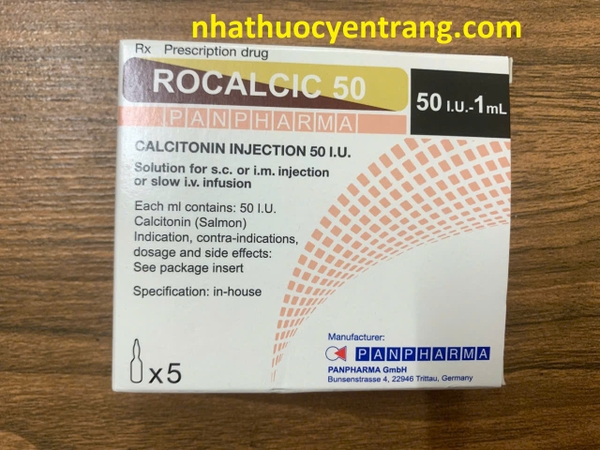 nhathuocyentrang.com
Rx Prescription drug
ROCALCIC 50
50 I.U.-1mL
PANPHARMA
CALCITONIN INJECTION 50 I.U.
Solution for s.c. or i.m. injection
or slow i.v. infusion
Each ml contains: 50 I.U.
Calcitonin (Salmon)
Indication, contra-indications,
dosage and side effects:
See package insert
Specification: in-house
x5
Manufacturer:
PANPHARMA
PANPHARMA GmbH
Bunsenstrasse 4, 22946 Trittau, Germany